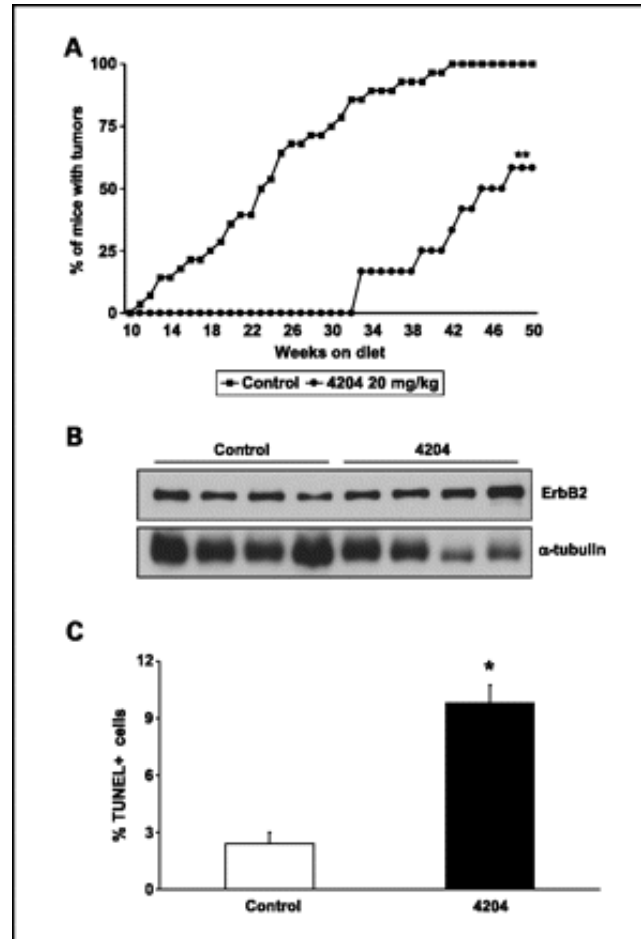 A
% of mice with tumors
100
75
50
25
0
10 14 18 22 26 30 34 38 42 46 50
**
Weeks on diet
Control 4204 20 mg/kg
B
Control 4204
ErbB2
α-tubulin
C
% TUNEL+ cells
12
9
6
3
0
*
Control 4204